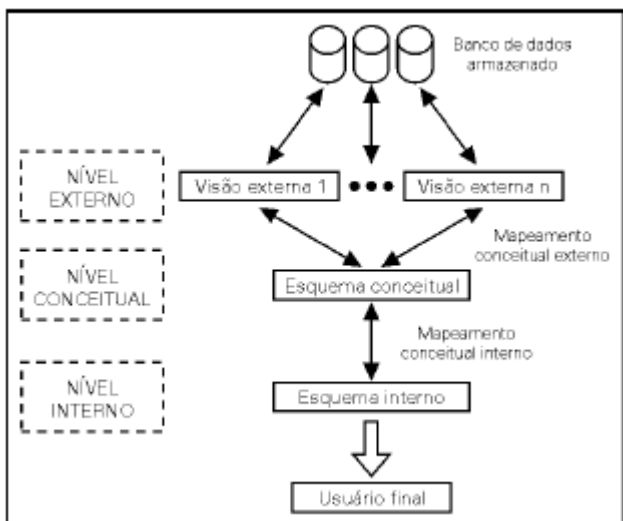 Banco de dados
armazenado
NÍVEL
EXTERNO
Visão externa 1
Visão externa n
Mapeamento
conceitual externo
NÍVEL
CONCEITUAL
Esquema conceitual
Mapeamento
conceitual interno
NÍVEL
INTERNO
Esquema interno
Usuário final